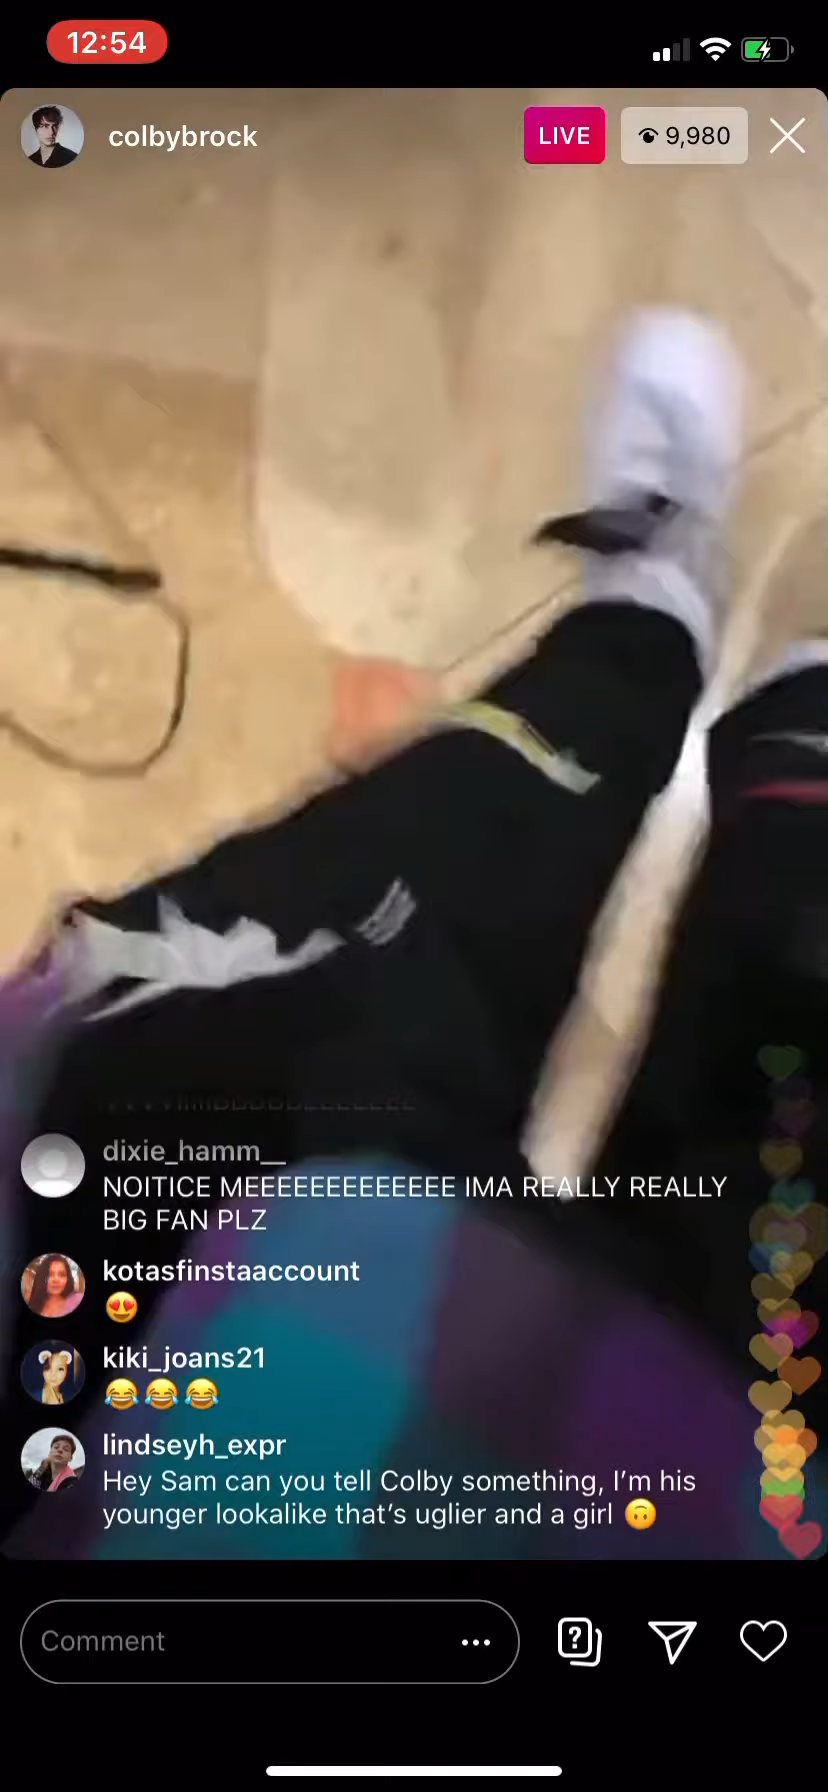 12:54
colbybrock
LIVE
9,980
dixie_hamm__
NOITICE MEEEEEEEEEEEEE IMA REALLY REALLY
BIG FAN PLZ
kotasfinstaaccount
😍
kiki_joans21
😂😂😂
lindseyh_expr
Hey Sam can you tell Colby something, I’m his
younger lookalike that’s uglier and a girl 🙃
Comment